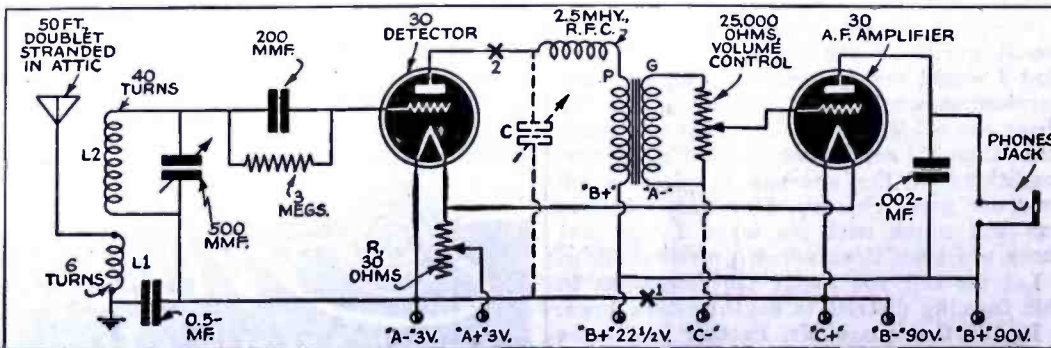 50 FT.,
DOUBLET
STRANDED
IN ATTIC
40
TURNS
L2
6
TURNS
L1
0.5-
MF.
500
MMF.
200
MMF.
3
MEGS.
30
DETECTOR
2
R,
30
OHMS
C
2.5 MHY.,
R.F.C.
P
G
"B+"
"A-"
25,000
OHMS,
VOLUME
CONTROL
30
A.F. AMPLIFIER
.002-
MF.
PHONES
JACK
1
"A-"3V.
"A+"3V.
"B+"22½V.
"C-"
"C+"
"B-"90V.
"B+"90V.